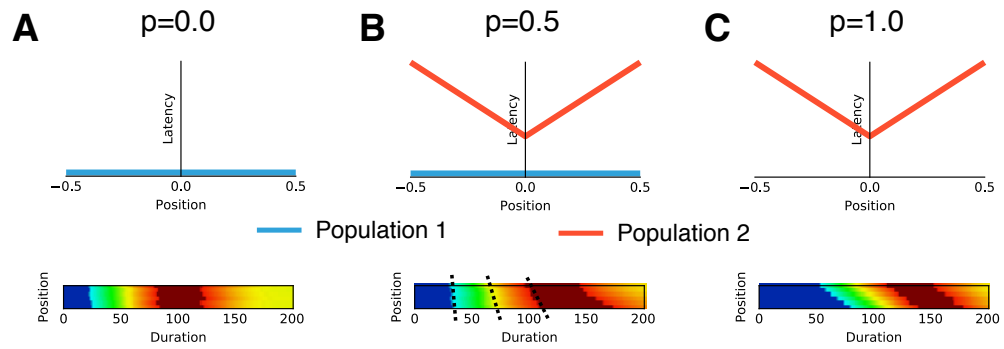 A p=0.0
B p=0.5
C p=1.0
Latency
Latency
Latency
−0.5 0.0 0.5
−0.5 0.0 0.5
−0.5 0.0 0.5
Position
Position
Position
Population 1
Population 2
Position
0 50 100 150 200
Duration
Position
0 50 100 150 200
Duration
Position
0 50 100 150 200
Duration